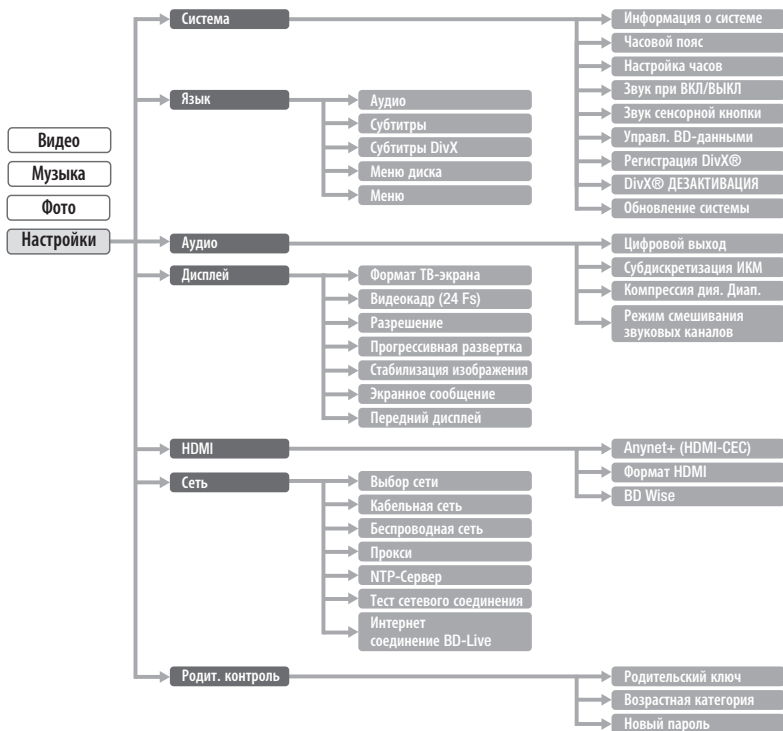 Видео
Музыка
Фото
Настройки
Система
Информация о системе
Часовой пояс
Настройка часов
Звук при ВКЛ/ВЫКЛ
Звук сенсорной кнопки
Управл. BD-данными
Регистрация DivX®
DivX® ДЕЗАКТИВАЦИЯ
Обновление системы
Язык
Аудио
Субтитры
Субтитры DivX
Меню диска
Меню
Аудио
Цифровой выход
Субдискретизация ИКМ
Компрессия дия. Диап.
Режим смешивания
звуковых каналов
Дисплей
Формат ТВ-экрана
Видеокадр (24 Fs)
Разрешение
Прогрессивная развертка
Стабилизация изображения
Экранное сообщение
Передний дисплей
HDMI
Anynet+ (HDMI-CEC)
Формат HDMI
BD Wise
Сеть
Выбор сети
Кабельная сеть
Беспроводная сеть
Прокси
NTP-Сервер
Тест сетевого соединения
Интернет
соединение BD-Live
Родит. контроль
Родительский ключ
Возрастная категория
Новый пароль